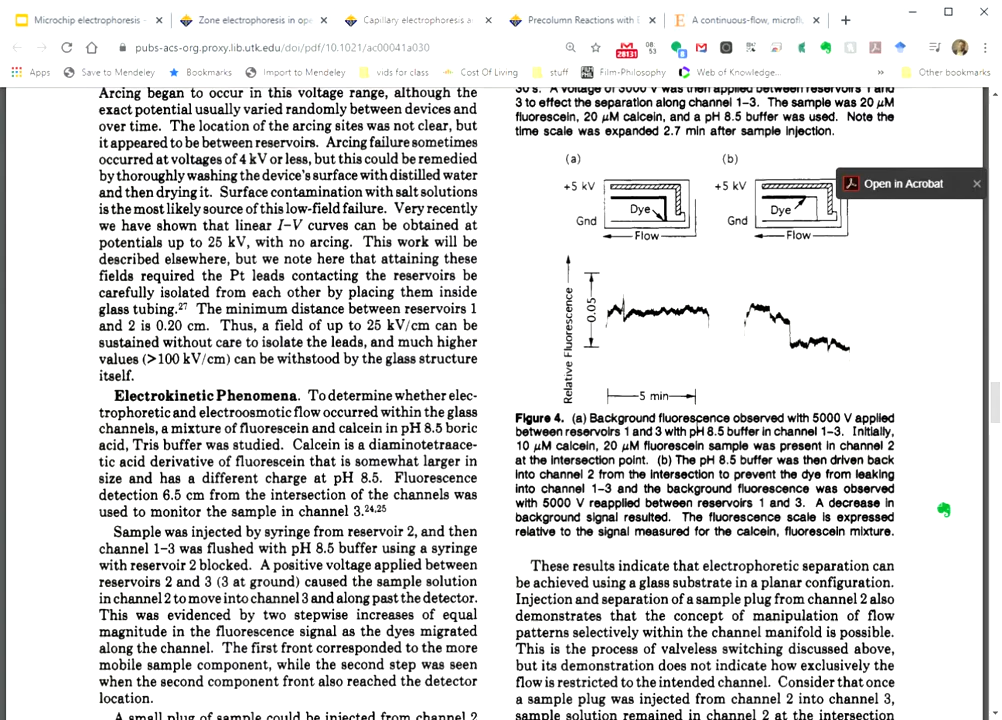 Microchip electrophoresis -
Zone electrophoresis in ope
Capillary electrophoresis a
Precolumn Reactions with E
A continuous-flow, microfl
pubs-acs-org.proxy.lib.utk.edu/doi/pdf/10.1021/ac00041a030
Apps
Save to Mendeley
Bookmarks
Import to Mendeley
vids for class
Cost Of Living
stuff
Film-Philosophy
Web of Knowledge...
»
Other bookmarks
Open in Acrobat
Arcing began to occur in this voltage range, although the
exact potential usually varied randomly between devices and
over time. The location of the arcing sites was not clear, but
it appeared to be between reservoirs. Arcing failure sometimes
occurred at voltages of 4 kV or less, but this could be remedied
by thoroughly washing the device's surface with distilled water
and then drying it. Surface contamination with salt solutions
is the most likely source of this low-field failure. Very recently
we have shown that linear I–V curves can be obtained at
potentials up to 25 kV, with no arcing. This work will be
described elsewhere, but we note here that attaining these
fields required the Pt leads contacting the reservoirs be
carefully isolated from each other by placing them inside
glass tubing.27 The minimum distance between reservoirs 1
and 2 is 0.20 cm. Thus, a field of up to 25 kV/cm can be
sustained without care to isolate the leads, and much higher
values (>100 kV/cm) can be withstood by the glass structure
itself.
Electrokinetic Phenomena. To determine whether elec-
trophoretic and electroosmotic flow occurred within the glass
channels, a mixture of fluorescein and calcein in pH 8.5 boric
acid, Tris buffer was studied. Calcein is a diaminotetraace-
tic acid derivative of fluorescein that is somewhat larger in
size and has a different charge at pH 8.5. Fluorescence
detection 6.5 cm from the intersection of the channels was
used to monitor the sample in channel 3.24,25
Sample was injected by syringe from reservoir 2, and then
channel 1–3 was flushed with pH 8.5 buffer using a syringe
with reservoir 2 blocked. A positive voltage applied between
reservoirs 2 and 3 (3 at ground) caused the sample solution
in channel 2 to move into channel 3 and along past the detector.
This was evidenced by two stepwise increases of equal
magnitude in the fluorescence signal as the dyes migrated
along the channel. The first front corresponded to the more
mobile sample component, while the second step was seen
when the second component front also reached the detector
location.
A small plug of sample could be injected from channel 2
30 s. A voltage of 3000 V was then applied between reservoirs 1 and
3 to effect the separation along channel 1–3. The sample was 20 μM
fluorescein, 20 μM calcein, and a pH 8.5 buffer was used. Note the
time scale was expanded 2.7 min after sample injection.
(a)
(b)
+5 kV
Dye
Gnd
Flow
+5 kV
Dye
Gnd
Flow
Relative Fluorescence
0.05
5 min
Figure 4. (a) Background fluorescence observed with 5000 V applied
between reservoirs 1 and 3 with pH 8.5 buffer in channel 1–3. Initially,
10 μM calcein, 20 μM fluorescein sample was present in channel 2
at the intersection point. (b) The pH 8.5 buffer was then driven back
into channel 2 from the intersection to prevent the dye from leaking
into channel 1–3 and the background fluorescence was observed
with 5000 V reapplied between reservoirs 1 and 3. A decrease in
background signal resulted. The fluorescence scale is expressed
relative to the signal measured for the calcein, fluorescein mixture.
These results indicate that electrophoretic separation can
be achieved using a glass substrate in a planar configuration.
Injection and separation of a sample plug from channel 2 also
demonstrates that the concept of manipulation of flow
patterns selectively within the channel manifold is possible.
This is the process of valveless switching discussed above,
but its demonstration does not indicate how exclusively the
flow is restricted to the intended channel. Consider that once
a sample plug was injected from channel 2 into channel 3,
sample solution remained in channel 2 at the intersection